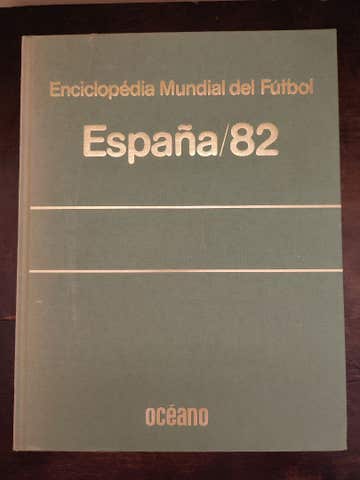 Enciclopédia Mundial del Fútbol
España/82
océano